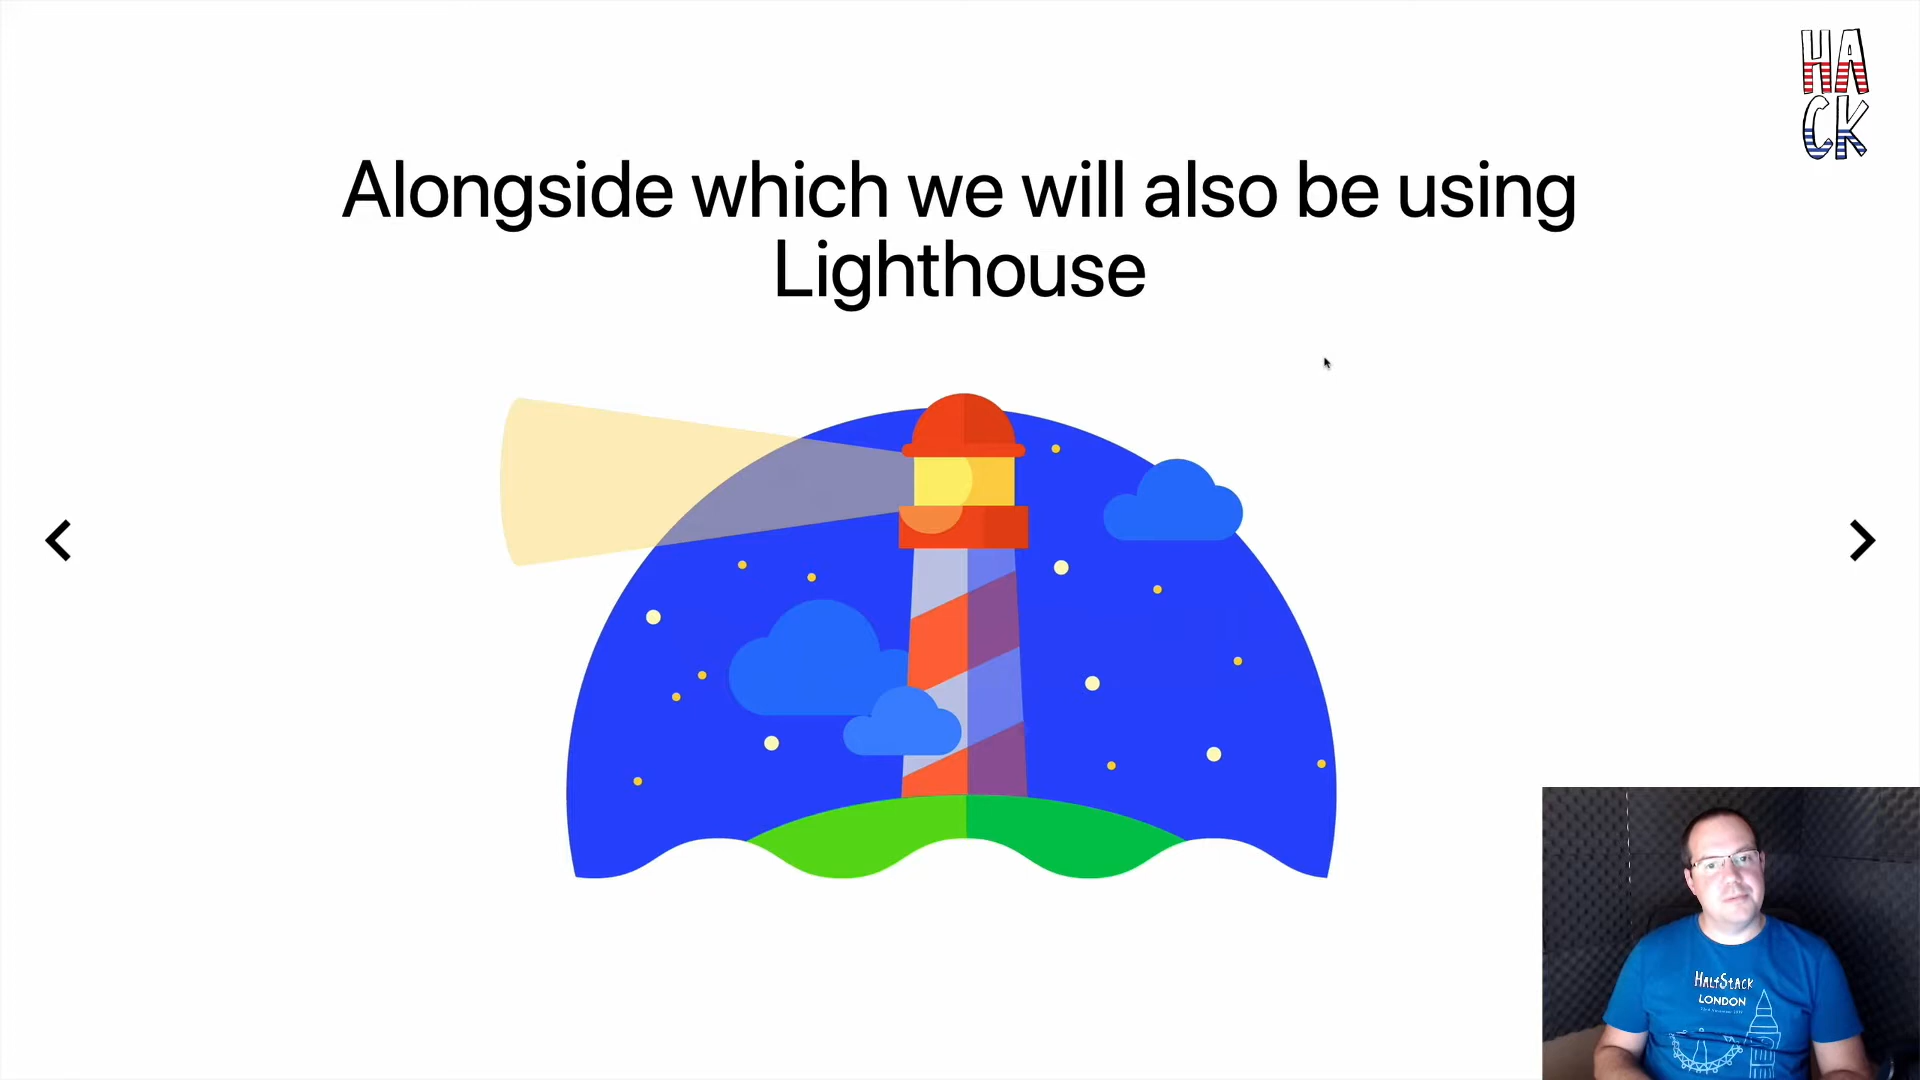 HA
CK
Alongside which we will also be using
Lighthouse
HALFSTACK
LONDON